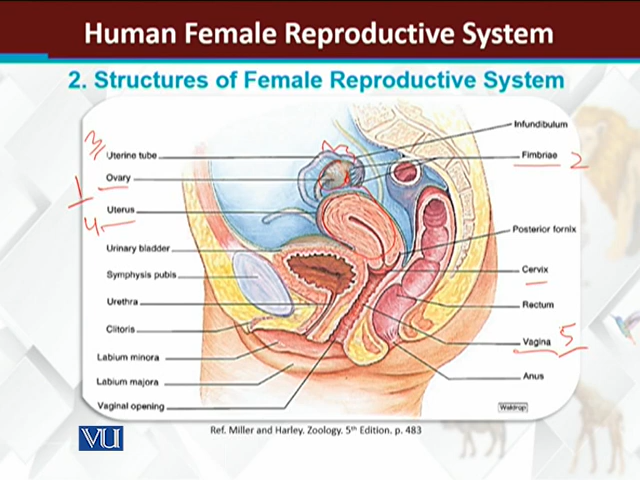 Human Female Reproductive System
2. Structures of Female Reproductive System
Infundibulum
3 Uterine tube
Fimbriae 2
1 Ovary
4 Uterus
Posterior fornix
Urinary bladder
Cervix
Symphysis pubis
Rectum
Urethra
Clitoris
Vagina 5
Labium minora
Anus
Labium majora
Vaginal opening
Waldrop
VU
Ref. Miller and Harley. Zoology. 5th Edition. p. 483